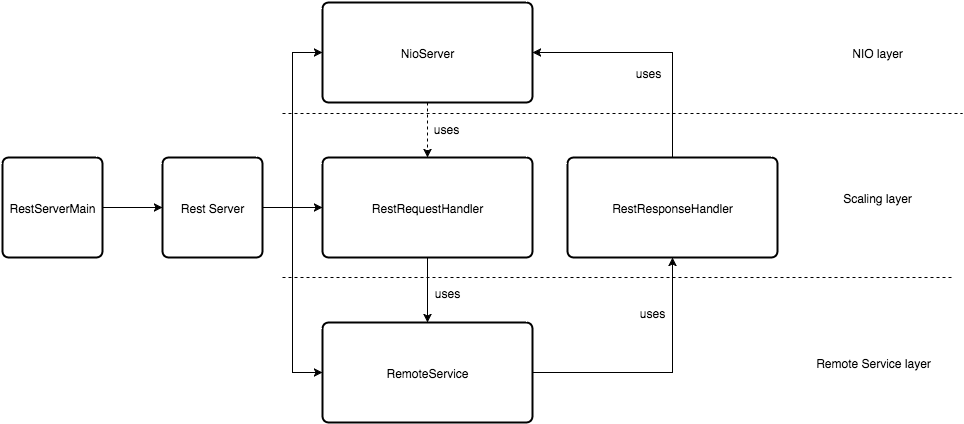 NioServer
NIO layer
uses
uses
RestServerMain
Rest Server
RestRequestHandler
RestResponseHandler
Scaling layer
uses
uses
RemoteService
Remote Service layer